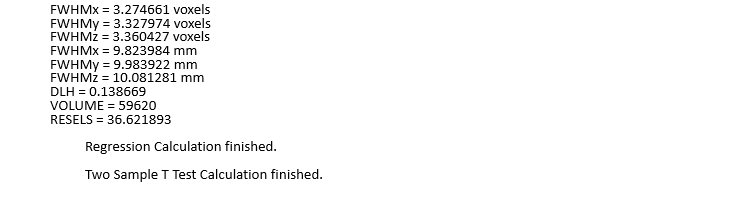 FWHMx = 3.274661 voxels
FWHMy = 3.327974 voxels
FWHMz = 3.360427 voxels
FWHMx = 9.823984 mm
FWHMy = 9.983922 mm
FWHMz = 10.081281 mm
DLH = 0.138669
VOLUME = 59620
RESELS = 36.621893
Regression Calculation finished.
Two Sample T Test Calculation finished.